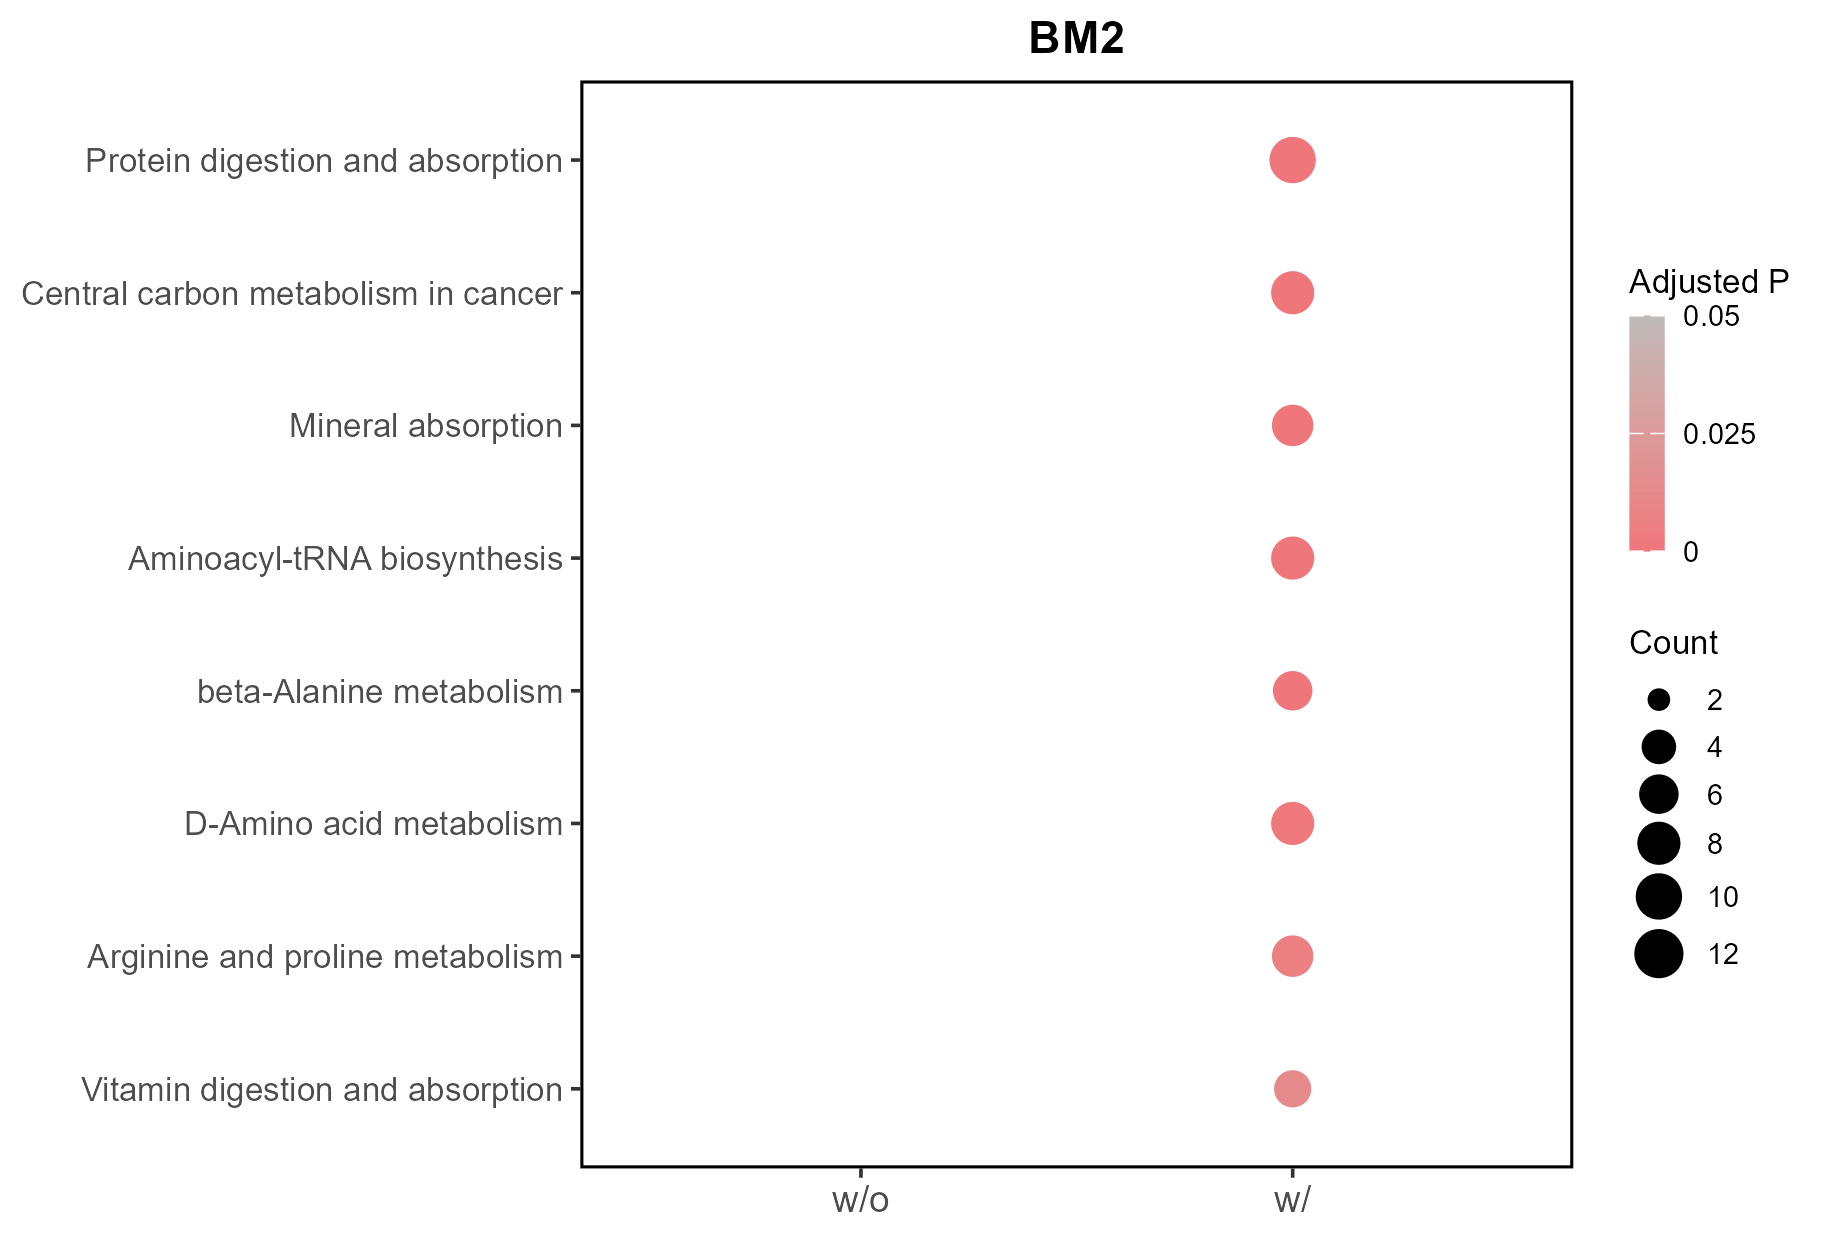 BM2
Protein digestion and absorption
Central carbon metabolism in cancer
Mineral absorption
Aminoacyl-tRNA biosynthesis
beta-Alanine metabolism
D-Amino acid metabolism
Arginine and proline metabolism
Vitamin digestion and absorption
w/o
w/
Adjusted P
0.05
0.025
0
Count
2
4
6
8
10
12